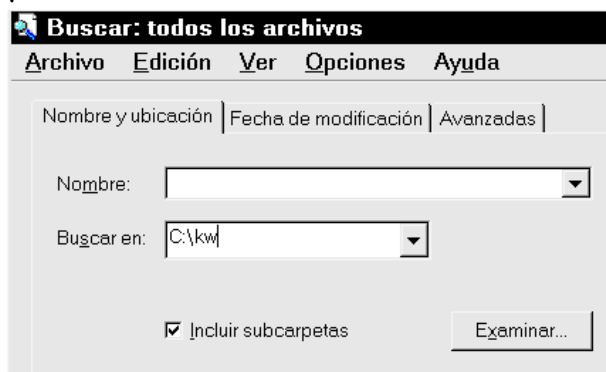 Buscar: todos los archivos
Archivo Edición Ver Opciones Ayuda
Nombre y ubicación Fecha de modificación Avanzadas
Nombre:
Buscar en: C:\kw
Incluir subcarpetas Examinar...